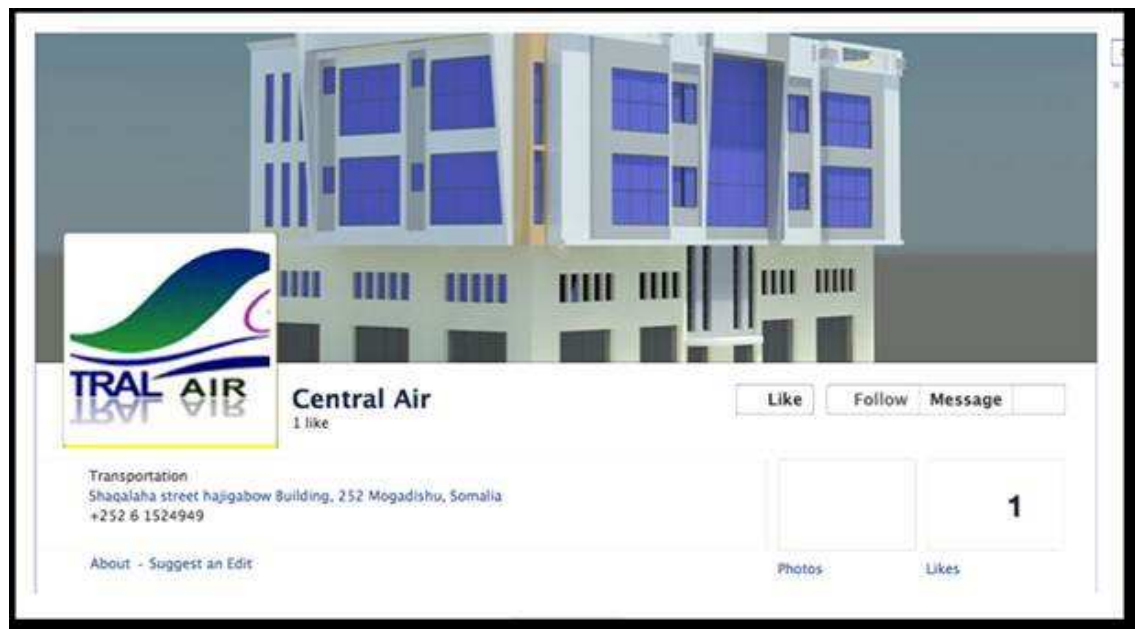 TRAL AIR
Central Air
1 like
Like Follow Message
Transportation
Shaqalaha street hajigabow Building, 252 Mogadishu, Somalia
+252 6 1524949
1
About - Suggest an Edit
Photos Likes